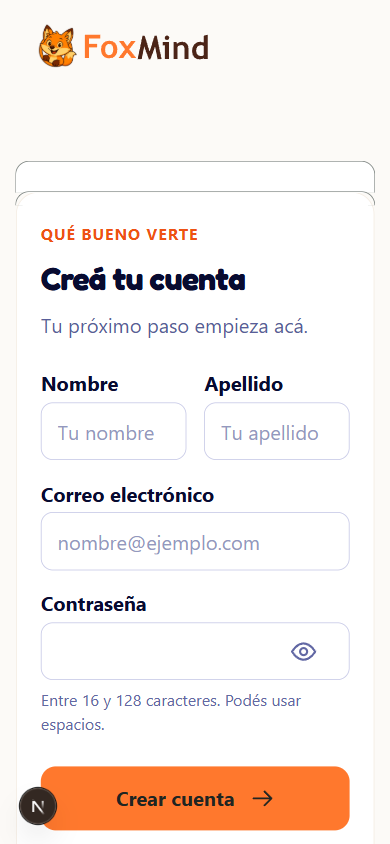 FoxMind
QUÉ BUENO VERTE
Creá tu cuenta
Tu próximo paso empieza acá.
Nombre
Apellido
Tu nombre
Tu apellido
Correo electrónico
nombre@ejemplo.com
Contraseña
Entre 16 y 128 caracteres. Podés usar
espacios.
Crear cuenta
N